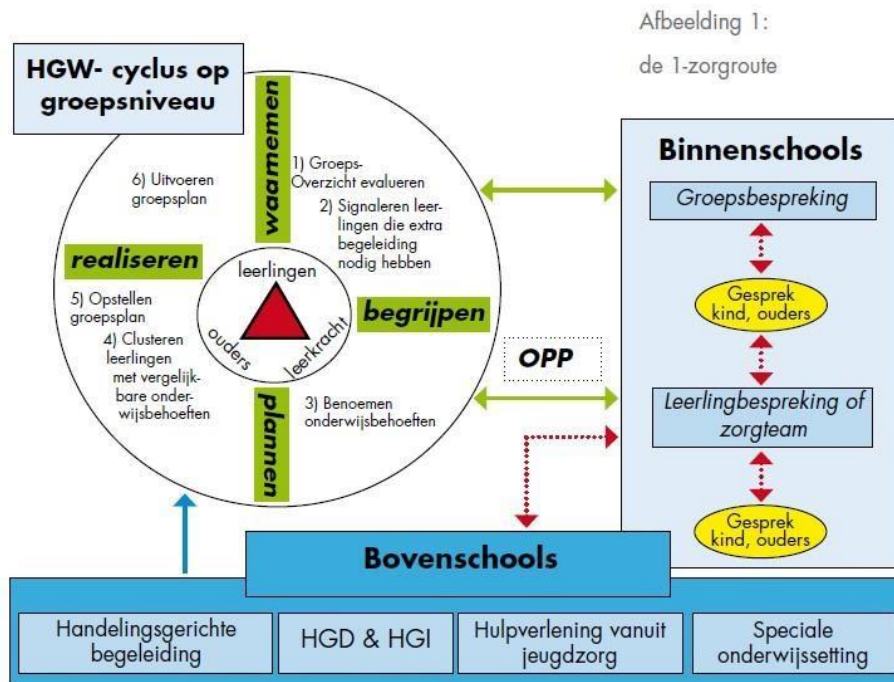 Afbeelding 1:
de 1-zorgroute
HGW- cyclus op
groepsniveau
waarnemen
1) Groeps-
Overzicht evalueren
2) Signaleren leer-
lingen die extra
begeleiding
nodig hebben
begrijpen
3) Benoemen
onderwijsbehoeften
plannen
4) Clusteren
leerlingen
met vergelijk-
bare onder-
wijsbehoeften
5) Opstellen
groepsplan
realiseren
6) Uitvoeren
groepsplan
leerlingen
ouders
leerkracht
OPP
Binnenschools
Groepsbespreking
Gesprek
kind, ouders
Leerlingbespreking of
zorgteam
Gesprek
kind, ouders
Bovenschools
Handelingsgerichte
begeleiding
HGD & HGI
Hulpverlening vanuit
jeugdzorg
Speciale
onderwijssetting